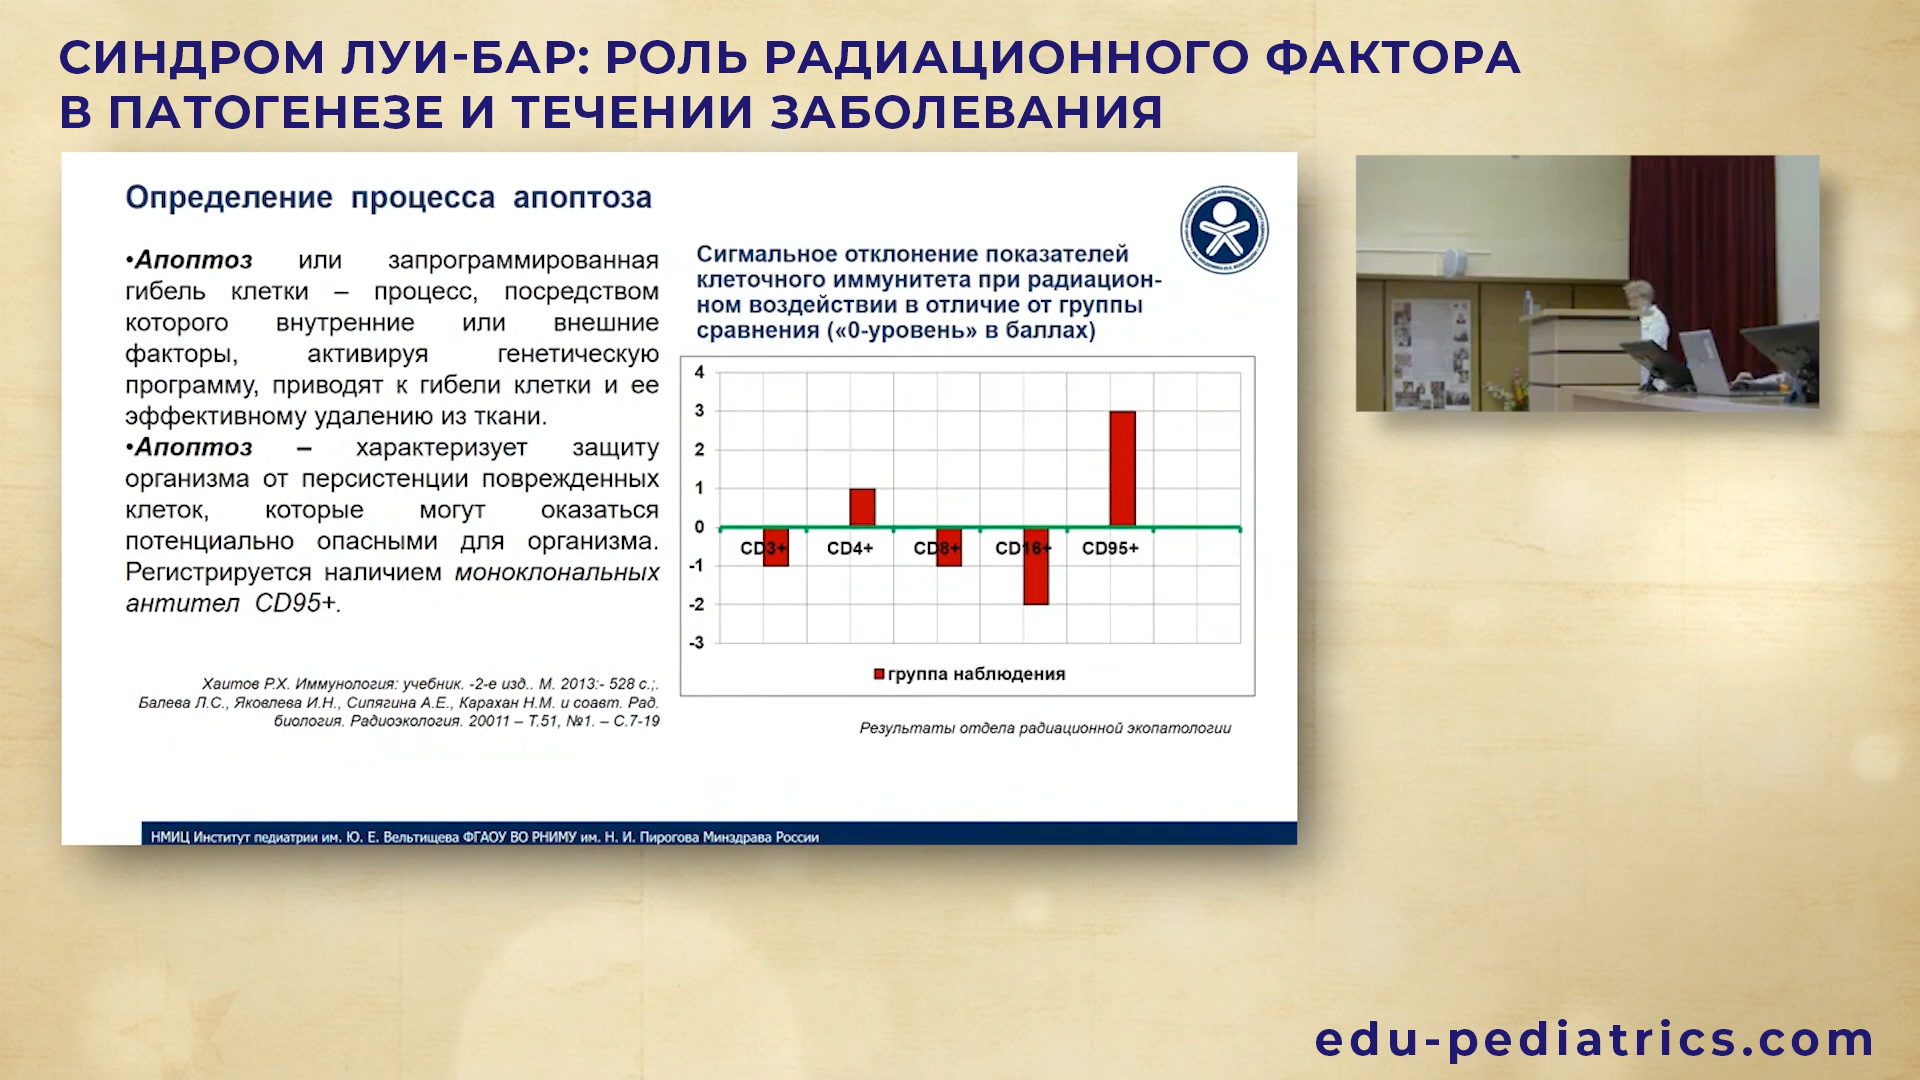 СИНДРОМ ЛУИ-БАР: РОЛЬ РАДИАЦИОННОГО ФАКТОРА
В ПАТОГЕНЕЗЕ И ТЕЧЕНИИ ЗАБОЛЕВАНИЯ
Определение процесса апоптоза
•Апоптоз или запрограммированная
гибель клетки – процесс, посредством
которого внутренние или внешние
факторы, активируя генетическую
программу, приводят к гибели клетки и ее
эффективному удалению из ткани.
•Апоптоз – характеризует защиту
организма от персистенции поврежденных
клеток, которые могут оказаться
потенциально опасными для организма.
Регистрируется наличием моноклональных
антител CD95+.
Хаитов Р.Х. Иммунология: учебник. -2-е изд.. М. 2013:- 528 с.;.
Балева Л.С., Яковлева И.Н., Сипягина А.Е., Карахан Н.М. и соавт. Рад.
биология. Радиоэкология. 20011 – Т.51, №1. – С.7-19
Сигмальное отклонение показателей
клеточного иммунитета при радиацион-
ном воздействии в отличие от группы
сравнения («0-уровень» в баллах)
4
3
2
1
0
-1
-2
-3
CD3+ CD4+ CD8+ CD16+ CD95+
группа наблюдения
Результаты отдела радиационной экопатологии
НМИЦ Институт педиатрии им. Ю. Е. Вельтищева ФГАОУ ВО РНИМУ им. Н. И. Пирогова Минздрава России
edu-pediatrics.com